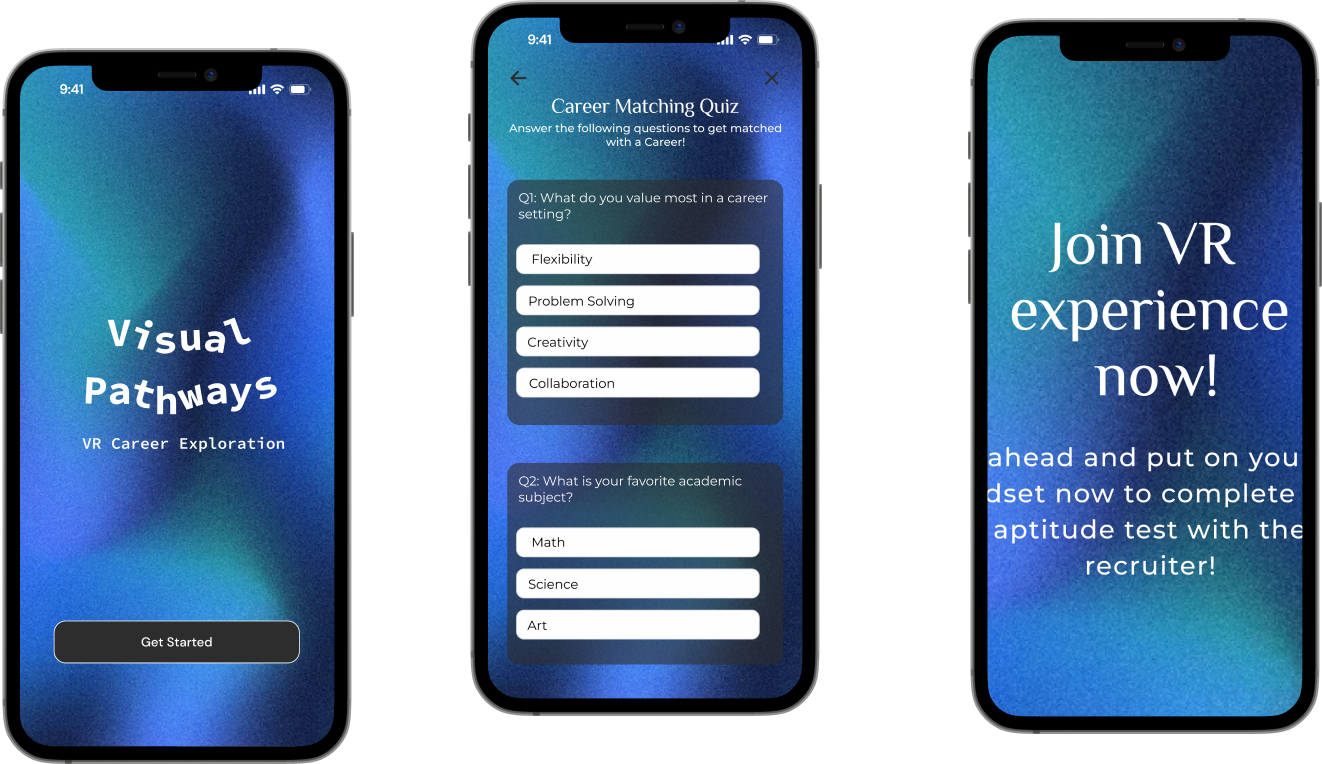 9:41
Visual
Pathways
VR Career Exploration
Get Started
9:41
Career Matching Quiz
Answer the following questions to get matched
with a Career!
Q1: What do you value most in a career
setting?
Flexibility
Problem Solving
Creativity
Collaboration
Q2: What is your favorite academic
subject?
Math
Science
Art
Join VR
experience
now!
ahead and put on you
dset now to complete
aptitude test with the
recruiter!